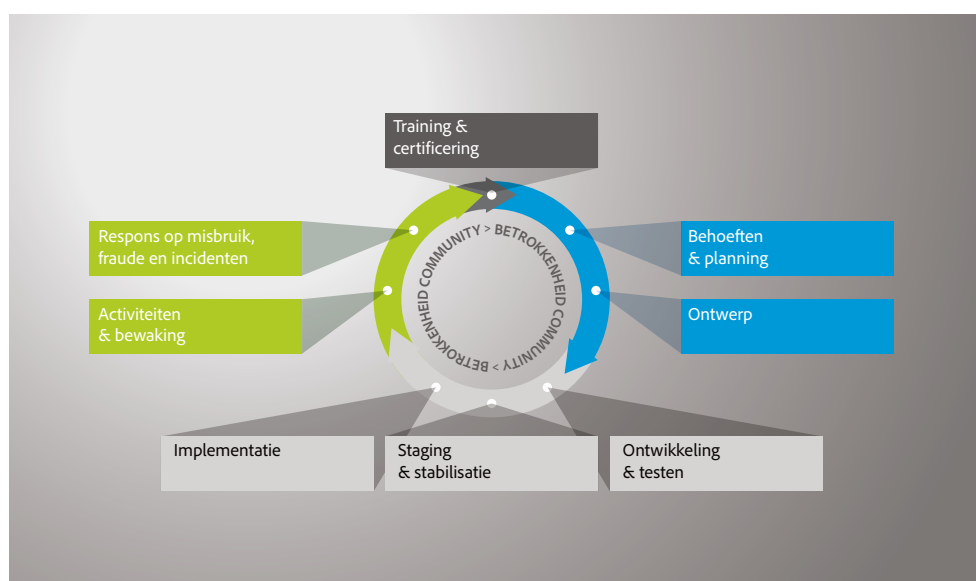 Training &
certificering
Respons op misbruik,
fraude en incidenten
Behoeften
& planning
Activiteiten
& bewaking
Ontwerp
BETROKKENHEID COMMUNITY > BETROKKENHEID COMMUNITY >
Implementatie
Staging
& stabilisatie
Ontwikkeling
& testen